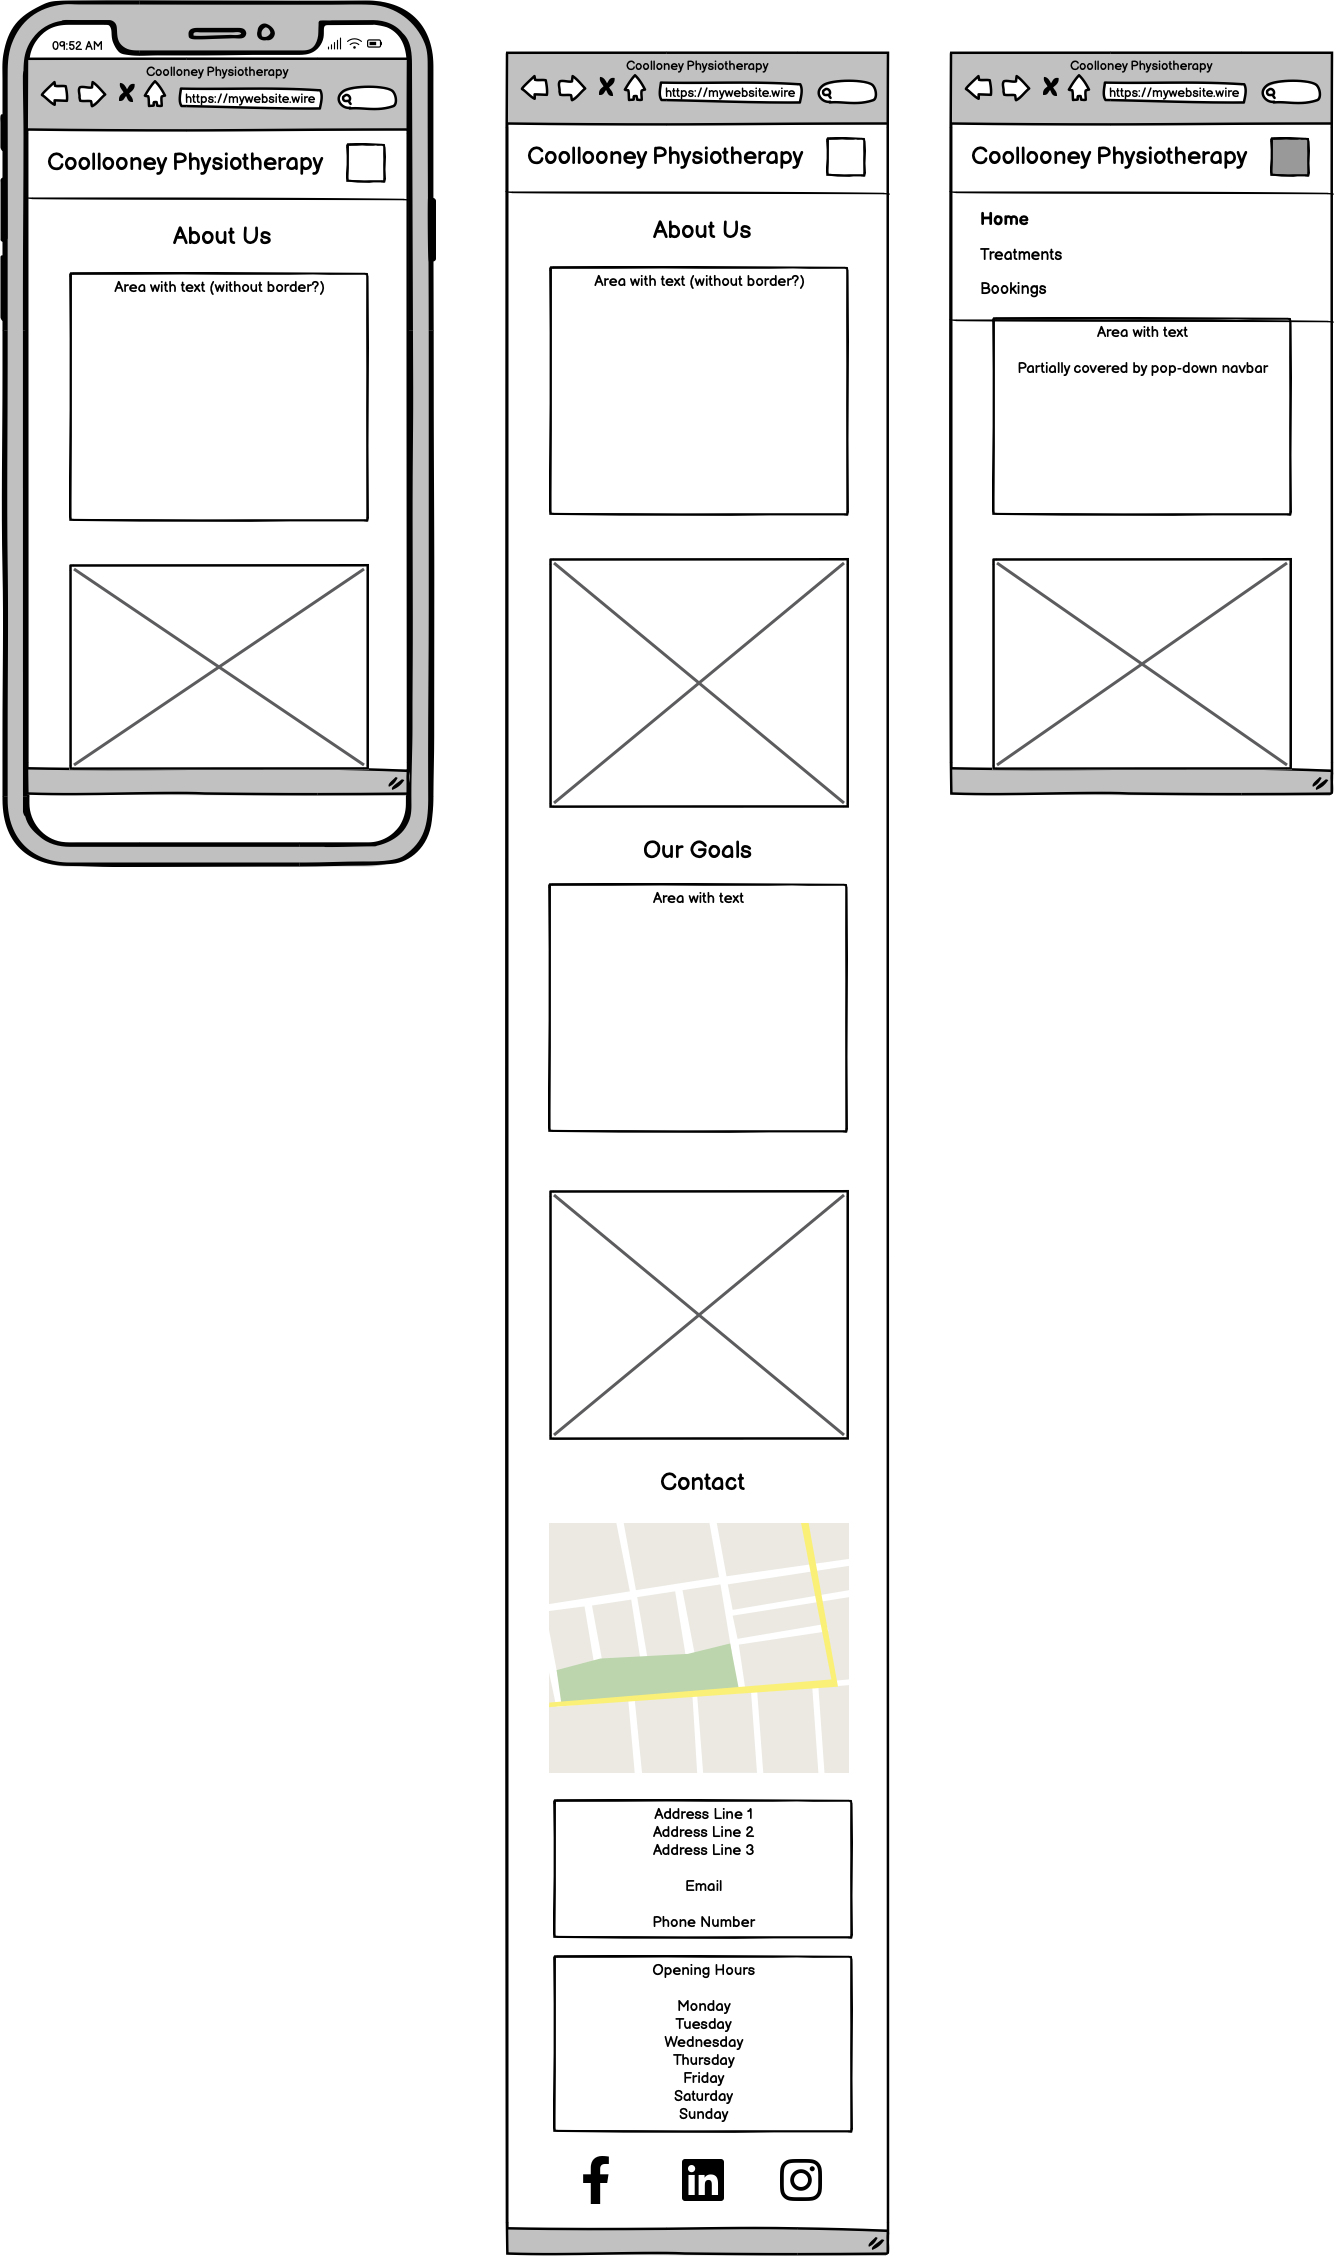 09:52 AM
Coolloney Physiotherapy
https://mywebsite.wire
Coollooney Physiotherapy
About Us
Area with text (without border?)
Coolloney Physiotherapy
https://mywebsite.wire
Coollooney Physiotherapy
About Us
Area with text (without border?)
Our Goals
Area with text
Contact
Address Line 1
Address Line 2
Address Line 3
Email
Phone Number
Opening Hours
Monday
Tuesday
Wednesday
Thursday
Friday
Saturday
Sunday
in
Coolloney Physiotherapy
https://mywebsite.wire
Coollooney Physiotherapy
Home
Treatments
Bookings
Area with text
Partially covered by pop-down navbar